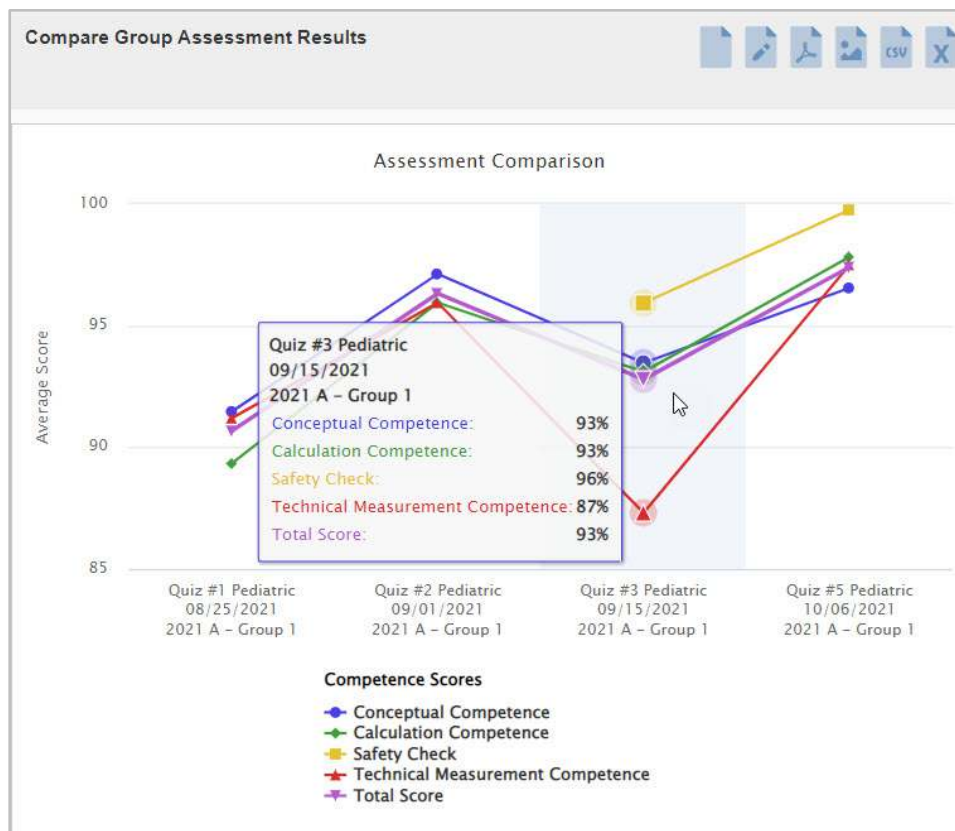 Compare Group Assessment Results
CSV
X
Assessment Comparison
Average Score
100
95
90
85
Quiz #3 Pediatric
09/15/2021
2021 A – Group 1
Conceptual Competence: 93%
Calculation Competence: 93%
Safety Check: 96%
Technical Measurement Competence: 87%
Total Score: 93%
Quiz #1 Pediatric
08/25/2021
2021 A – Group 1
Quiz #2 Pediatric
09/01/2021
2021 A – Group 1
Quiz #3 Pediatric
09/15/2021
2021 A – Group 1
Quiz #5 Pediatric
10/06/2021
2021 A – Group 1
Competence Scores
Conceptual Competence
Calculation Competence
Safety Check
Technical Measurement Competence
Total Score